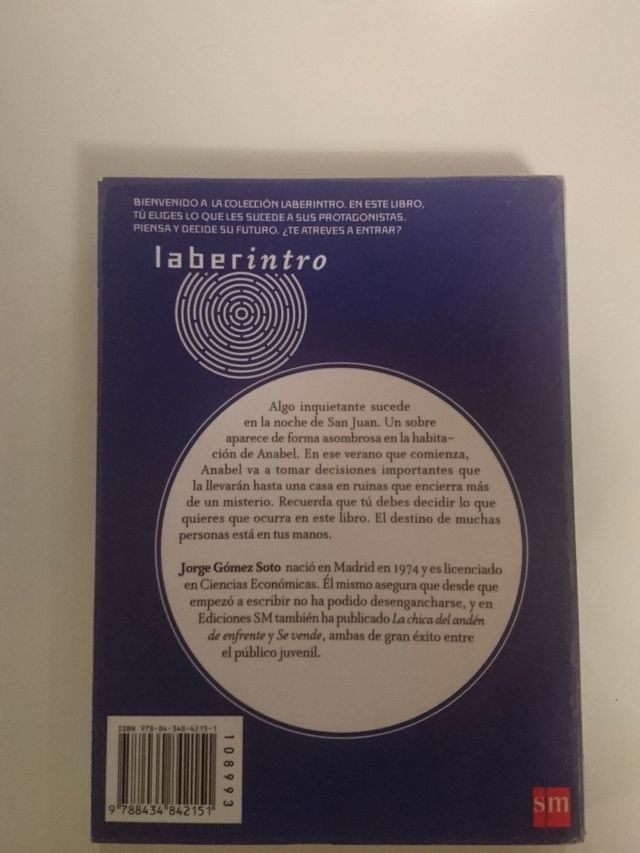 BIENVENIDO A LA COLECCIÓN LABERINTRO. EN ESTE LIBRO,
TÚ ELIGES LO QUE LES SUCEDE A SUS PROTAGONISTAS.
PIENSA Y DECIDE SU FUTURO. ¿TE ATREVES A ENTRAR?
laberintro
Algo inquietante sucede
en la noche de San Juan. Un sobre
aparece de forma asombrosa en la habita-
ción de Anabel. En ese verano que comienza,
Anabel va a tomar decisiones importantes que
la llevarán hasta una casa en ruinas que encierra más
de un misterio. Recuerda que tú debes decidir lo que
quieres que ocurra en este libro. El destino de muchas
personas está en tus manos.
Jorge Gómez Soto nació en Madrid en 1974 y es licenciado
en Ciencias Económicas. Él mismo asegura que desde que
empezó a escribir no ha podido desengancharse, y en
Ediciones SM también ha publicado La chica del andén
de enfrente y Se vende, ambas de gran éxito entre
el público juvenil.
ISBN 978-84-348-4215-1
108993
9 788434 842151
sm